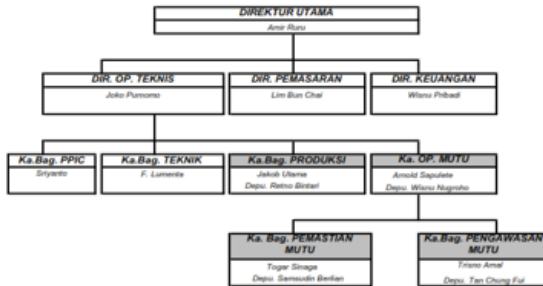 DIREKTUR UTAMA
Amir Ruru
DIR. OP. TEKNIS
Joko Purnomo
DIR. PEMASARAN
Lim Bun Chai
DIR. KEUANGAN
Wisnu Pribadi
Ka.Bag. PPIC
Sriyanto
Ka.Bag. TEKNIK
F. Lumenta
Ka.Bag. PRODUKSI
Jakob Utama
Depu. Retno Bintari
Ka. OP. MUTU
Arnold Sapulete
Depu. Wisnu Nugroho
Ka. Bag. PEMASTIAN
MUTU
Togar Sinaga
Depu. Samsudin Berlian
Ka.Bag. PENGAWASAN
MUTU
Trisno Amal
Depu. Tan Chung Fui